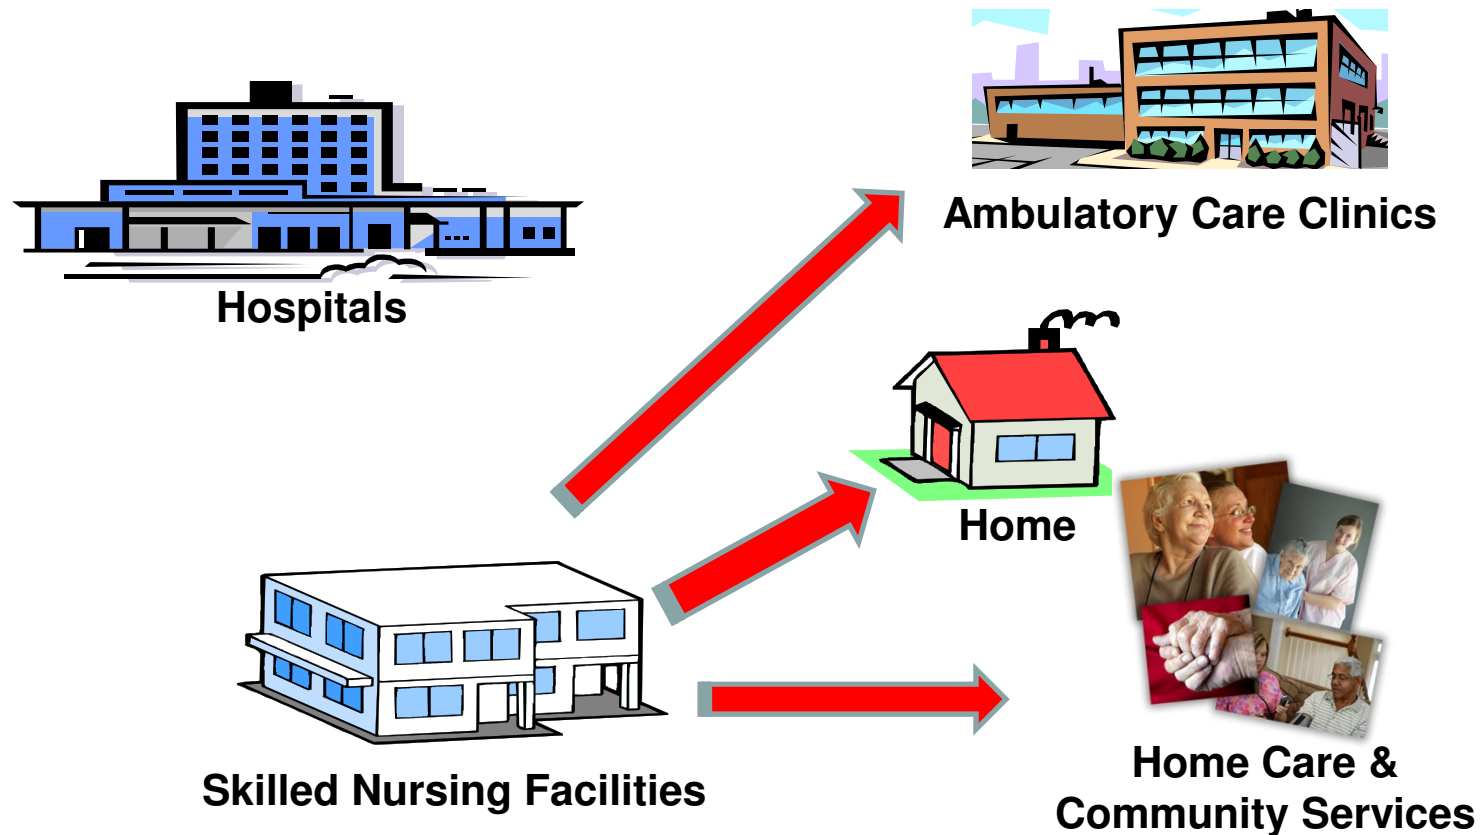 Ambulatory Care Clinics
Hospitals
Home
Skilled Nursing Facilities
Home Care &
Community Services